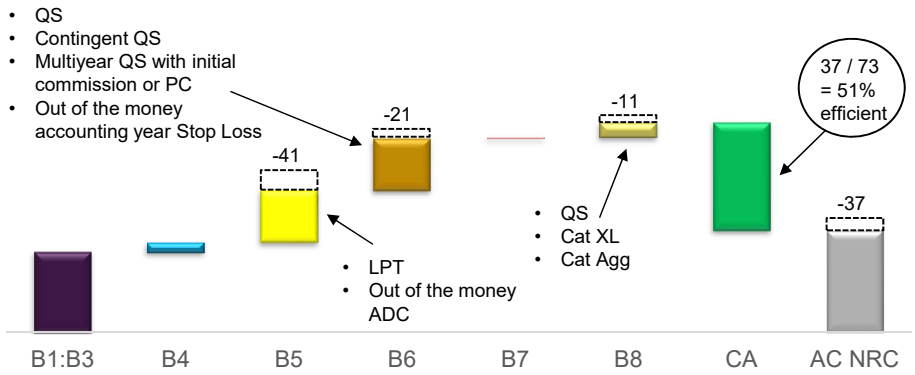 • QS
• Contingent QS
• Multiyear QS with initial
commission or PC
• Out of the money
accounting year Stop Loss
-41
-21
-11
37 / 73
= 51%
efficient
-37
• LPT
• Out of the money
ADC
• QS
• Cat XL
• Cat Agg
B1:B3 B4 B5 B6 B7 B8 CA AC NRC